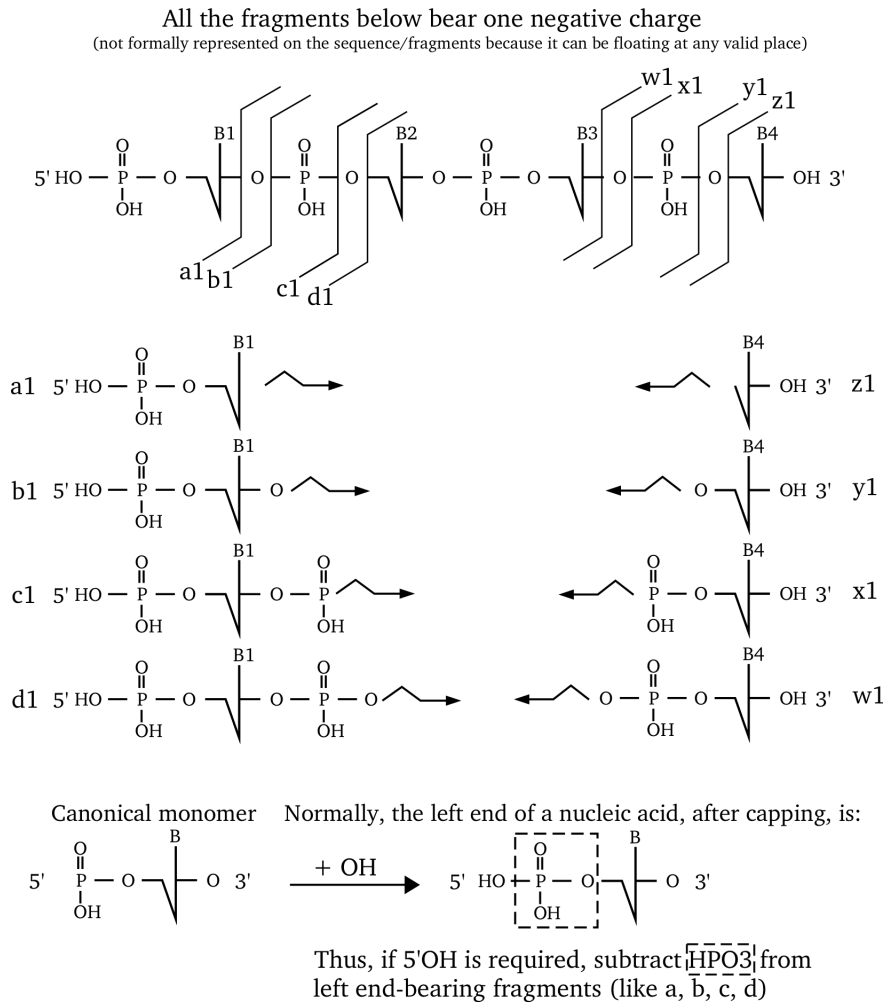 All the fragments below bear one negative charge
(not formally represented on the sequence/fragments because it can be floating at any valid place)
w1
x1
y1
z1
B1 B2 B3 B4
O O O O
5' HO P O O P O O P O O P O OH 3'
OH OH OH OH
a1
b1
c1
d1
B1 B4
O
a1 5' HO P O OH 3' z1
OH
B1 B4
O
b1 5' HO P O O O OH 3' y1
OH
B1 B4
O O O
c1 5' HO P O O P P O OH 3' x1
OH OH OH
B1 B4
O O O
d1 5' HO P O O P O O P O OH 3' w1
OH OH OH
Canonical monomer Normally, the left end of a nucleic acid, after capping, is:
B B
O O
5' P O O 3' + OH 5' HO P O O 3'
OH OH
Thus, if 5'OH is required, subtract HPO3 from
left end-bearing fragments (like a, b, c, d)